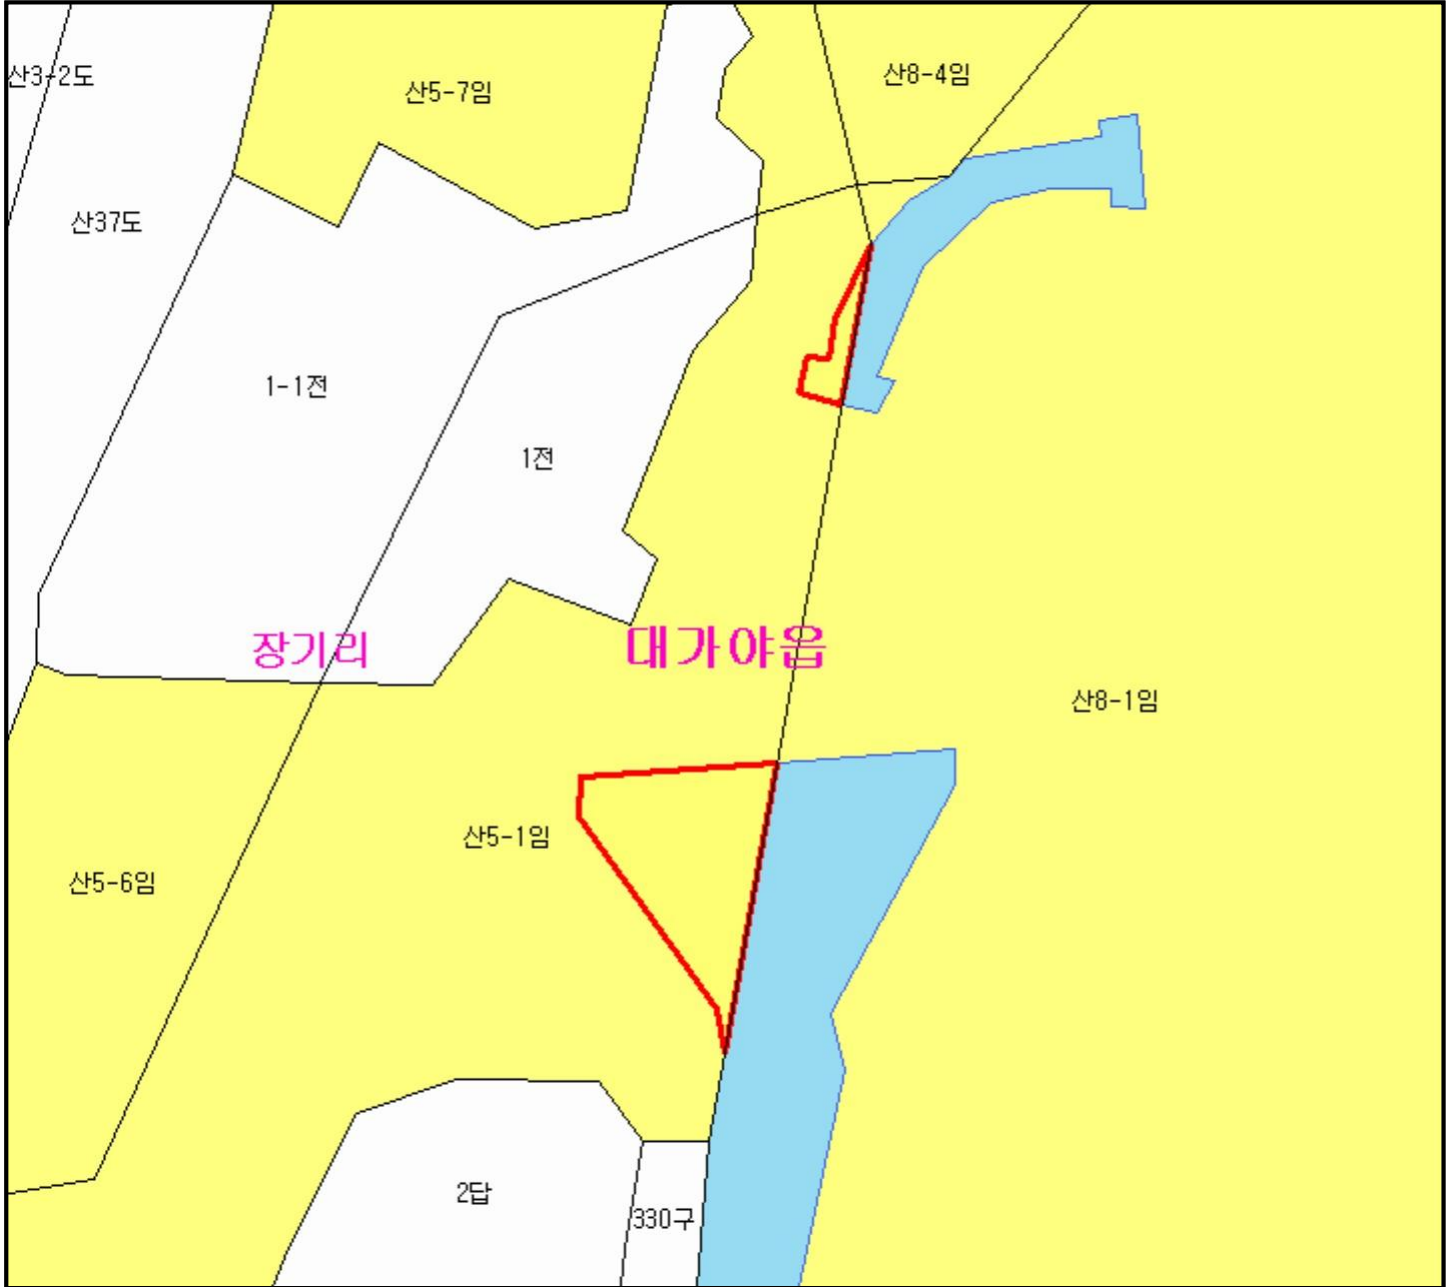 산3-2도
산5-7임
산8-4임
산37도
1-1전
1전
장기리
대가야읍
산8-1임
산5-1임
산5-6임
2답
330구